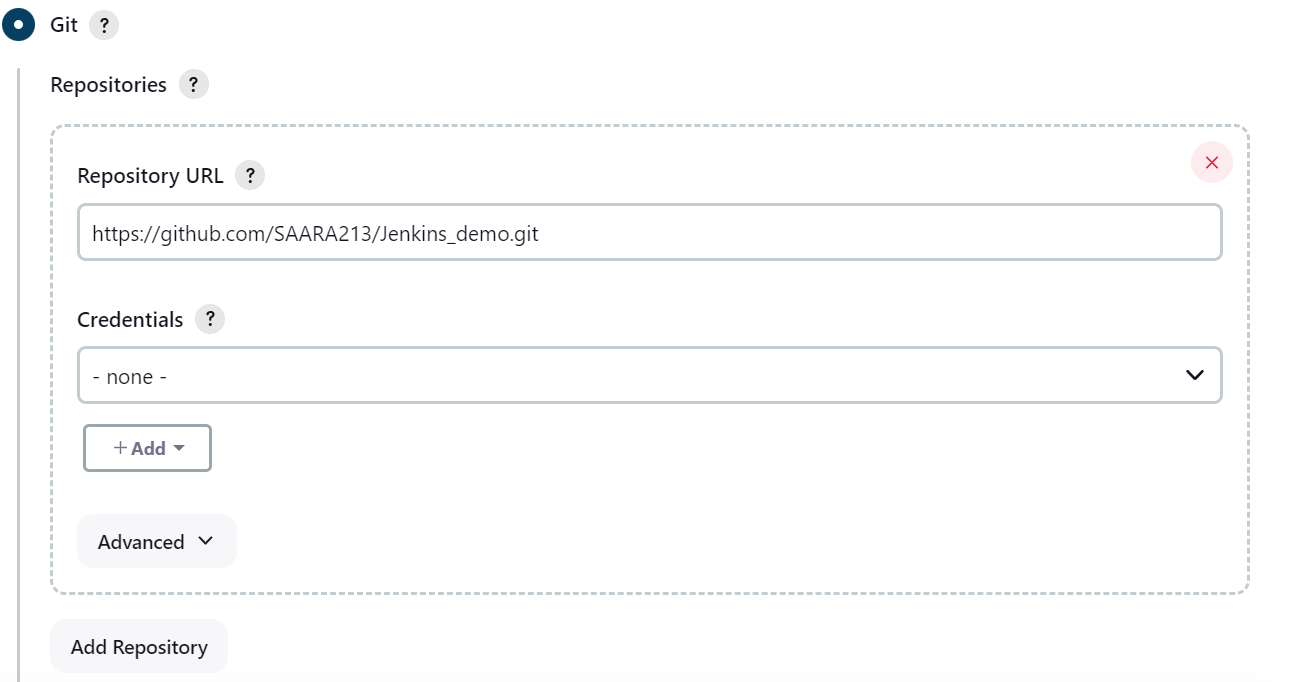 Git ?
Repositories ?
Repository URL ?
https://github.com/SAARA213/Jenkins_demo.git
Credentials ?
- none -
+ Add
Advanced
Add Repository